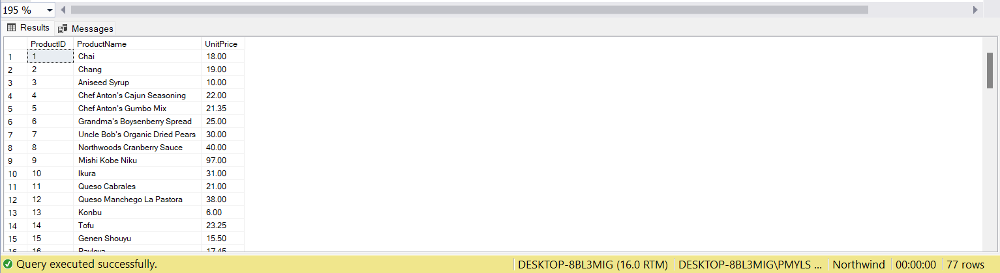 195 %
Results Messages
ProductID ProductName UnitPrice
1 1 Chai 18.00
2 2 Chang 19.00
3 3 Aniseed Syrup 10.00
4 4 Chef Anton's Cajun Seasoning 22.00
5 5 Chef Anton's Gumbo Mix 21.35
6 6 Grandma's Boysenberry Spread 25.00
7 7 Uncle Bob's Organic Dried Pears 30.00
8 8 Northwoods Cranberry Sauce 40.00
9 9 Mishi Kobe Niku 97.00
10 10 Ikura 31.00
11 11 Queso Cabrales 21.00
12 12 Queso Manchego La Pastora 38.00
13 13 Konbu 6.00
14 14 Tofu 23.25
15 15 Genen Shouyu 15.50
16 16 Pavlova 17.45
Query executed successfully. DESKTOP-8BL3MIG (16.0 RTM) DESKTOP-8BL3MIG\PMYLS ... Northwind 00:00:00 77 rows